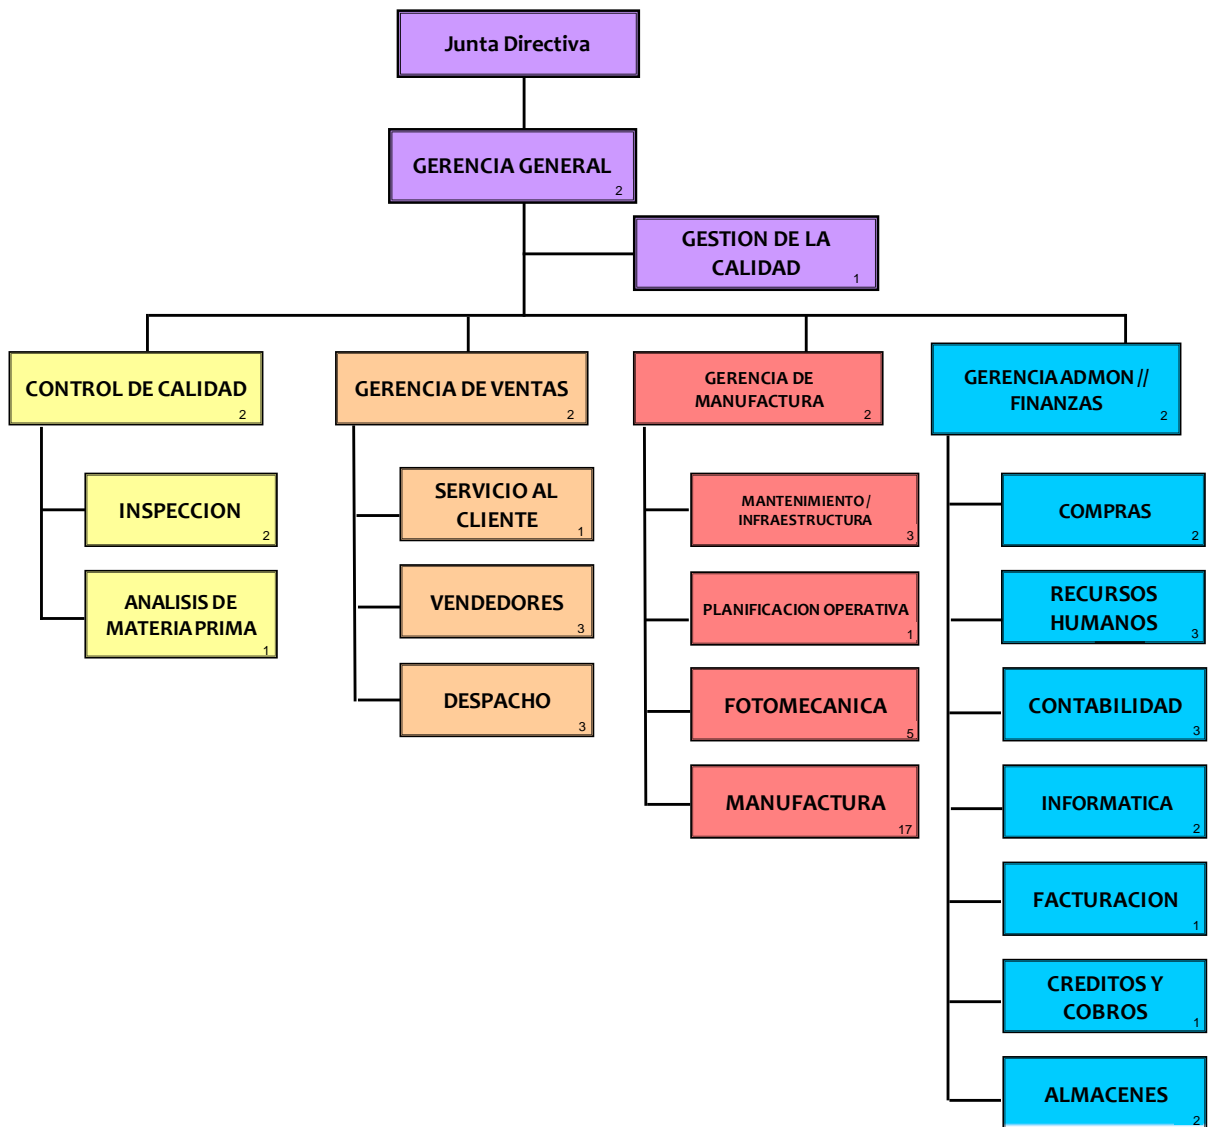 Junta Directiva
GERENCIA GENERAL
2
GESTION DE LA
CALIDAD
1
CONTROL DE CALIDAD
2
INSPECCION
2
ANALISIS DE
MATERIA PRIMA
1
GERENCIA DE VENTAS
2
SERVICIO AL
CLIENTE
1
VENDEDORES
3
DESPACHO
3
GERENCIA DE
MANUFACTURA
2
MANTENIMIENTO /
INFRAESTRUCTURA
3
PLANIFICACION OPERATIVA
1
FOTOMECANICA
5
MANUFACTURA
17
GERENCIA ADMON //
FINANZAS
2
COMPRAS
2
RECURSOS
HUMANOS
3
CONTABILIDAD
3
INFORMATICA
2
FACTURACION
1
CREDITOS Y
COBROS
1
ALMACENES
2